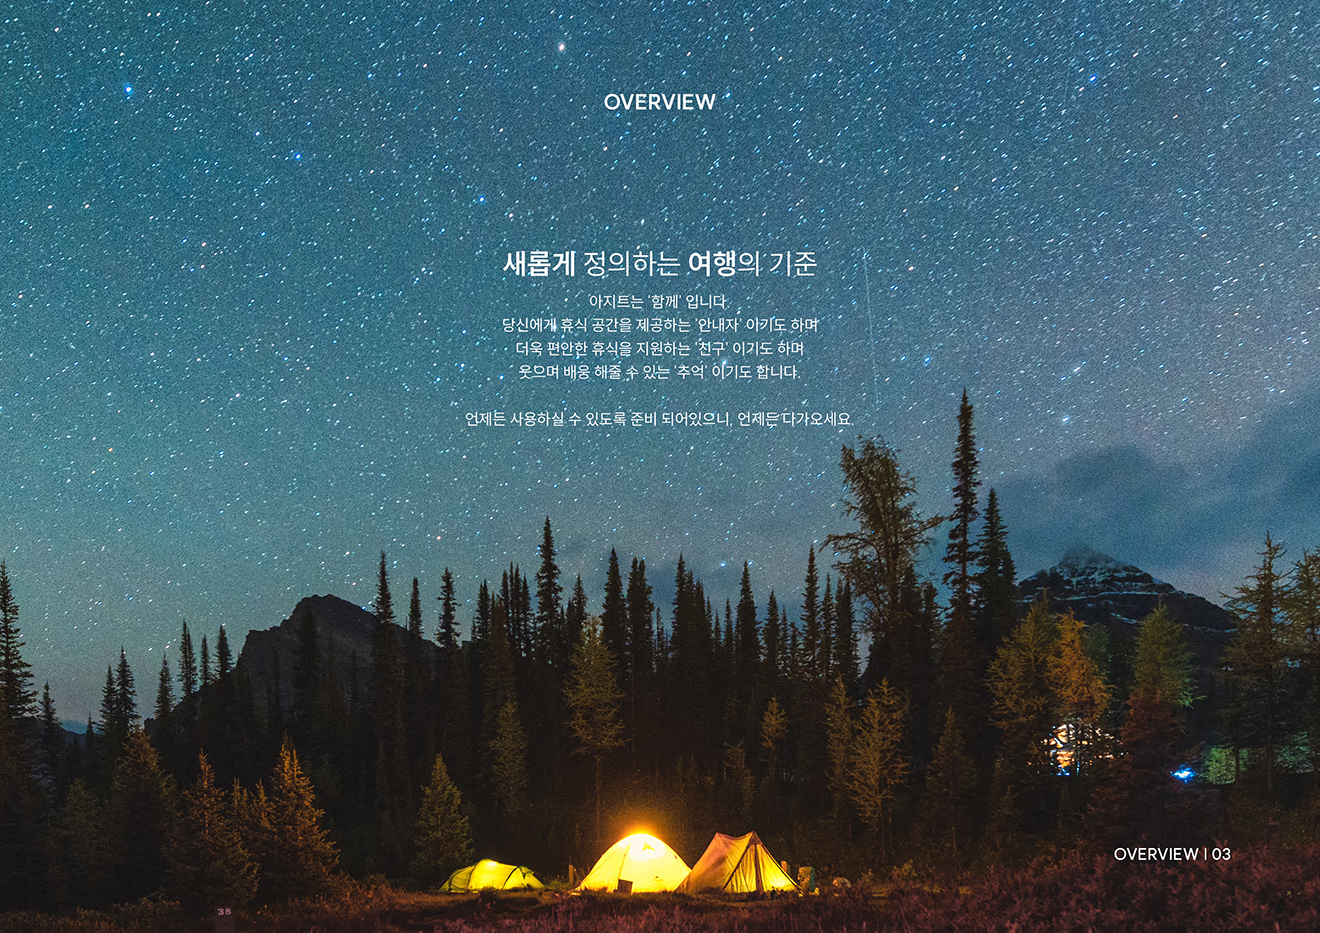 OVERVIEW
새롭게 정의하는 여행의 기준
아지트는 '함께' 입니다.
당신에게 휴식 공간을 제공하는 '안내자' 이기도 하며
더욱 편안한 휴식을 지원하는 '친구' 이기도 하며
웃으며 배웅 해줄 수 있는 '추억' 이기도 합니다.
언제든 사용하실 수 있도록 준비 되어있으니, 언제든 다가오세요.
OVERVIEW | 03
38